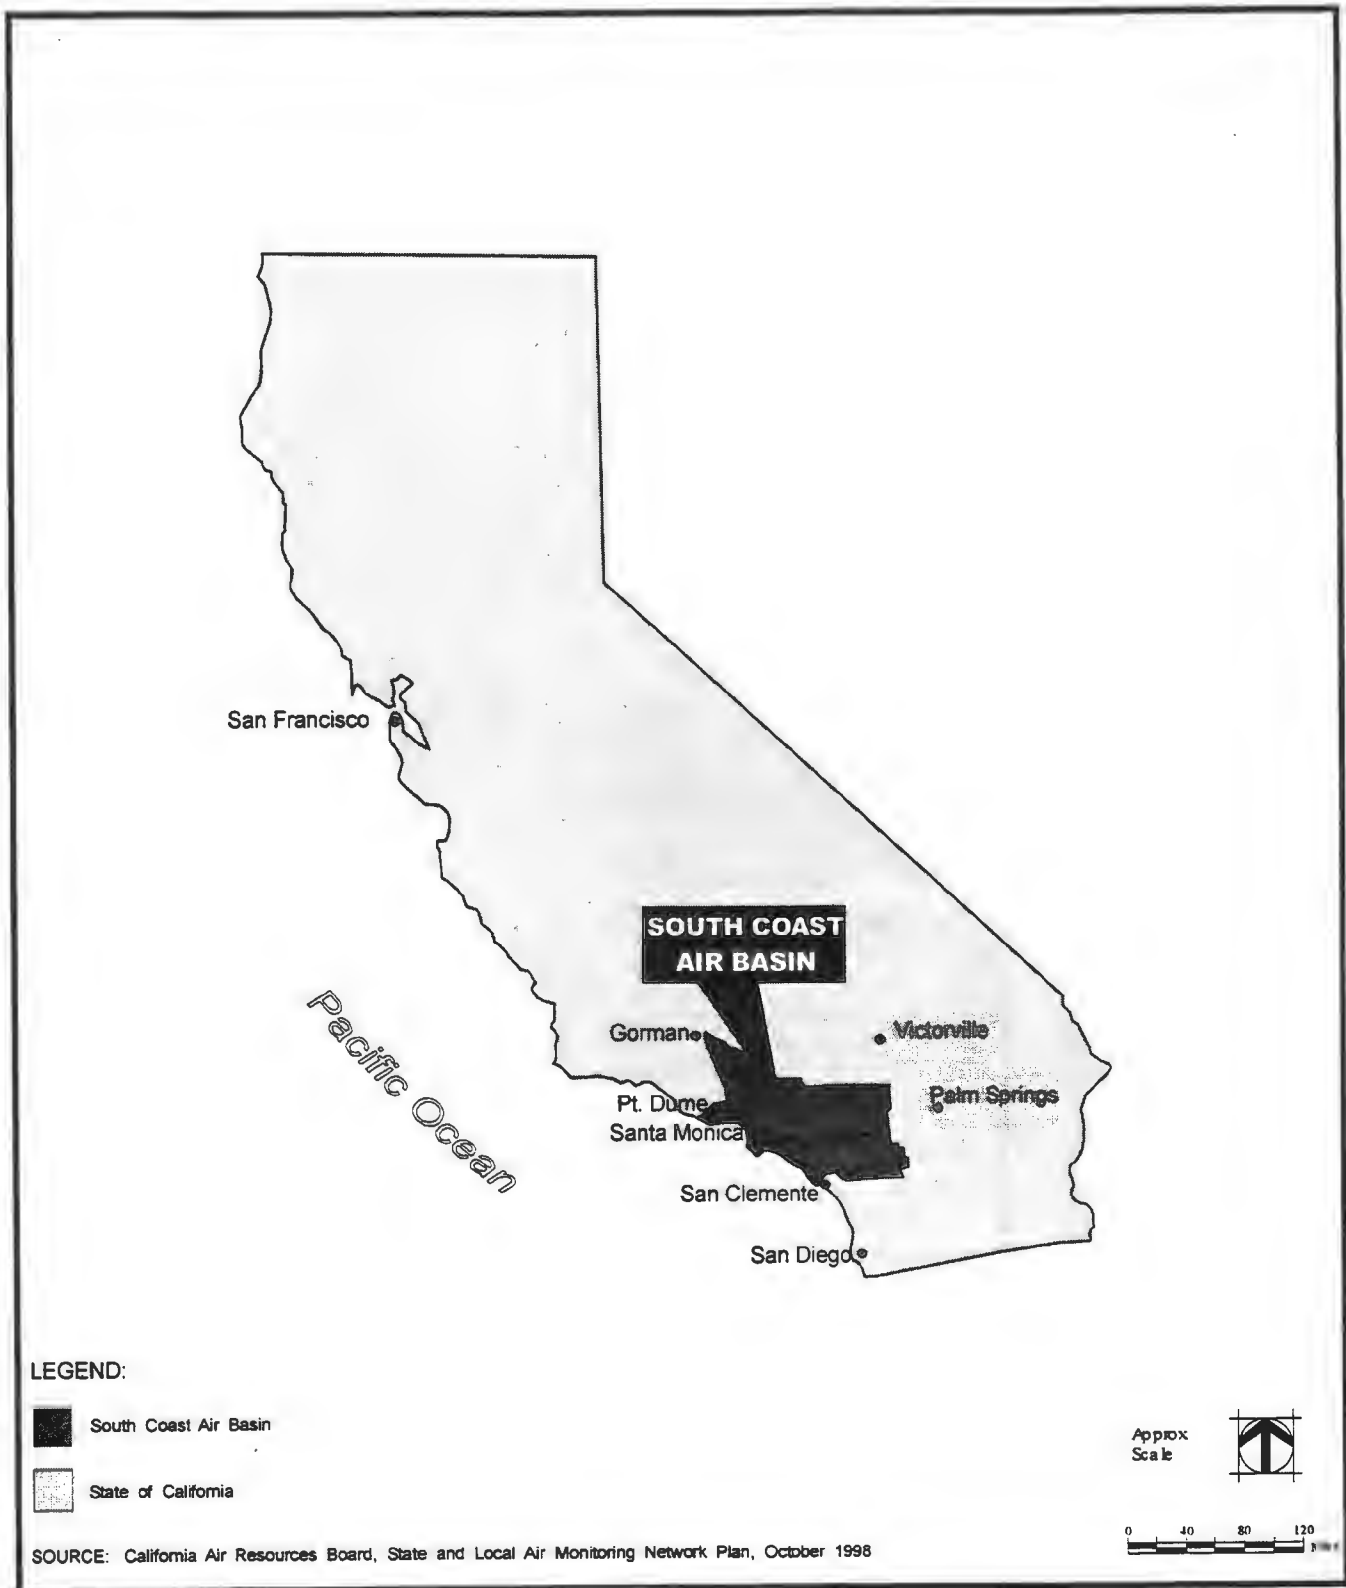 San Francisco
SOUTH COAST
AIR BASIN
Pacific Ocean
Gorman
Victorville
Pt. Dume
Palm Springs
Santa Monica
San Clemente
San Diego
LEGEND:
South Coast Air Basin
State of California
Approx
Scale
0 40 80 120
SOURCE: California Air Resources Board, State and Local Air Monitoring Network Plan, October 1998